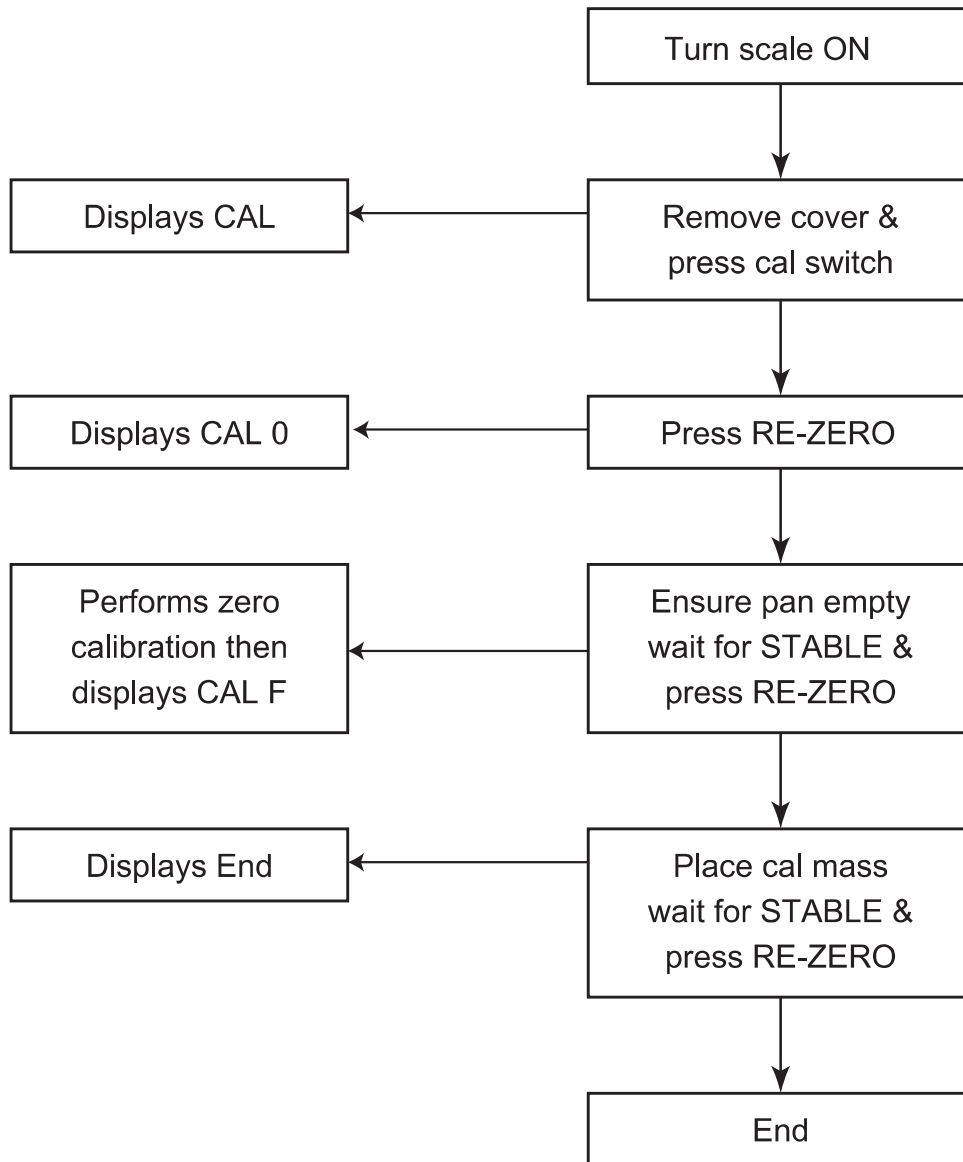 Turn scale ON
Displays CAL
Remove cover &
press cal switch
Displays CAL 0
Press RE-ZERO
Performs zero
calibration then
displays CAL F
Ensure pan empty
wait for STABLE &
press RE-ZERO
Displays End
Place cal mass
wait for STABLE &
press RE-ZERO
End